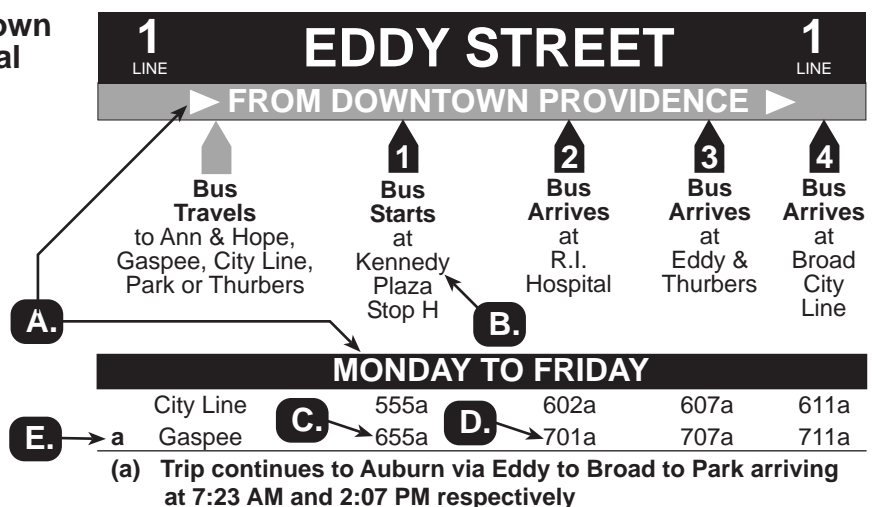 1
LINE
EDDY STREET
1
LINE
FROM DOWNTOWN PROVIDENCE
1
2
3
4
Bus
Travels
to Ann & Hope,
Gaspee, City Line,
Park or Thurbers
Bus
Starts
at
Kennedy
Plaza
Stop H
Bus
Arrives
at
R.I.
Hospital
Bus
Arrives
at
Eddy &
Thurbers
Bus
Arrives
at
Broad
City
Line
A.
B.
MONDAY TO FRIDAY
City Line 555a 602a 607a 611a
C.
D.
E.
a Gaspee 655a 701a 707a 711a
(a) Trip continues to Auburn via Eddy to Broad to Park arriving
at 7:23 AM and 2:07 PM respectively